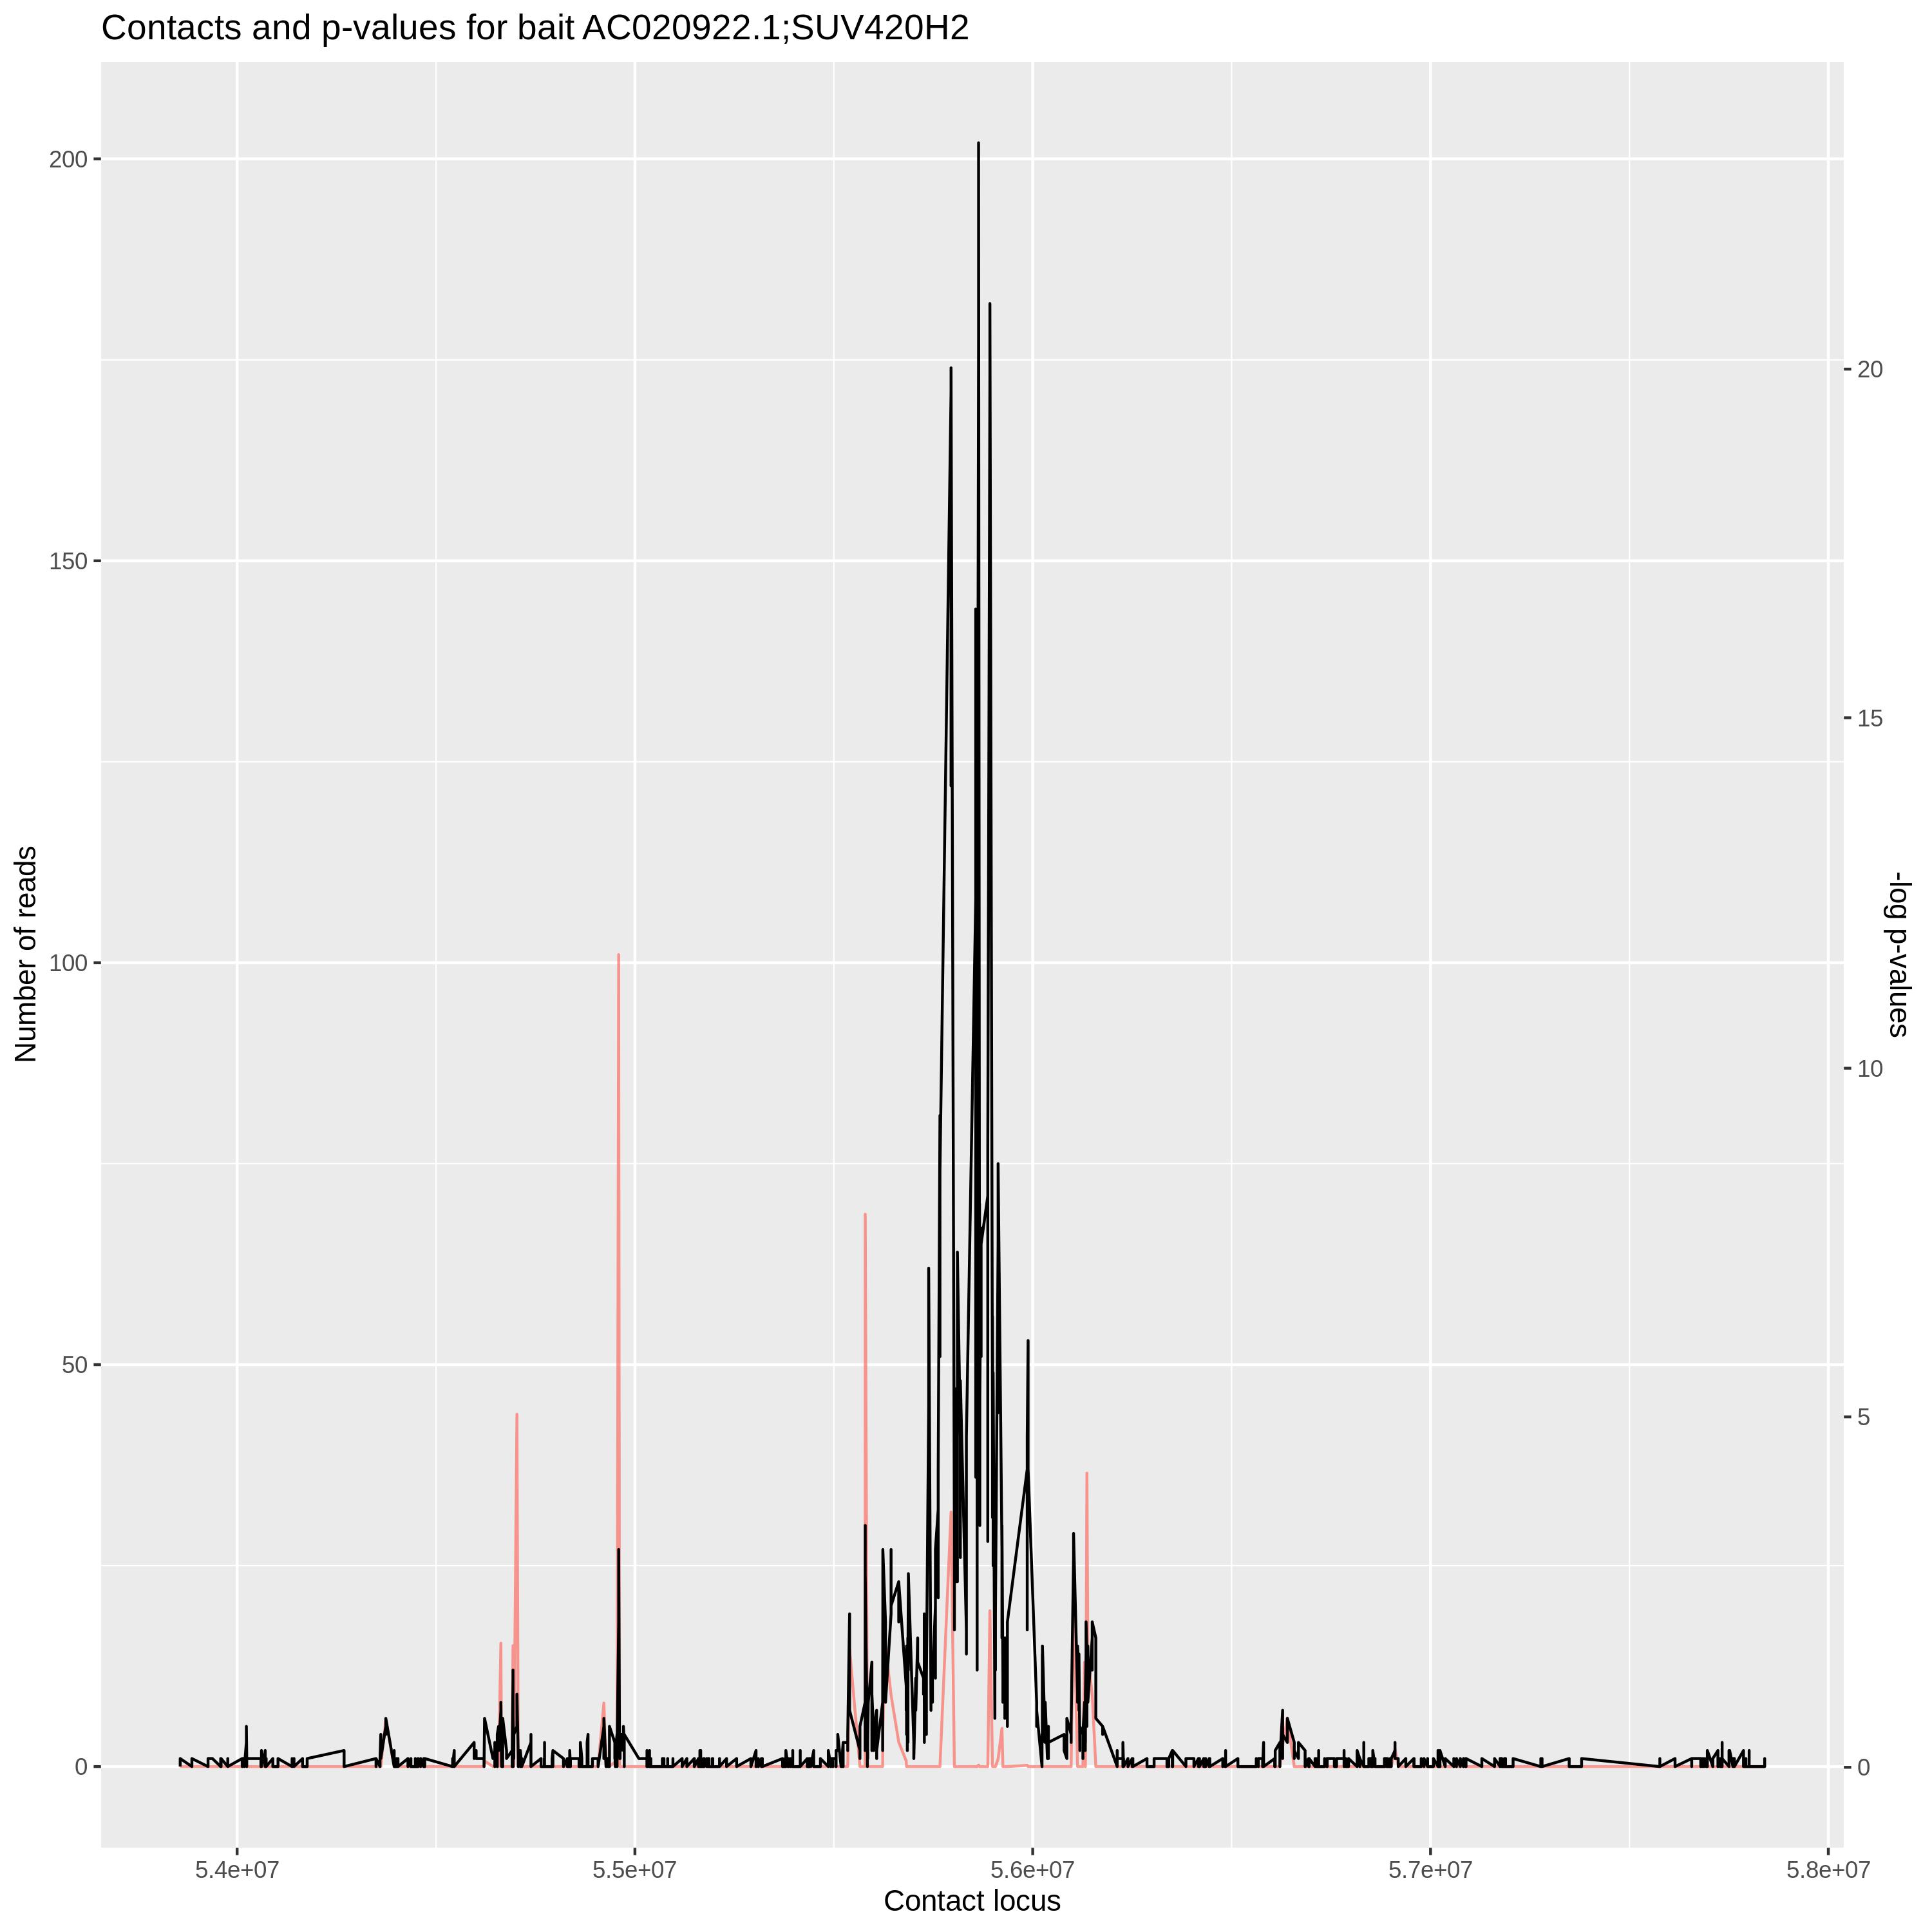 Contacts and p-values for bait AC020922.1;SUV420H2
200
150
100
50
0
Number of reads
20
15
10
5
0
-log p-values
5.4e+07 5.5e+07 5.6e+07 5.7e+07 5.8e+07
Contact locus